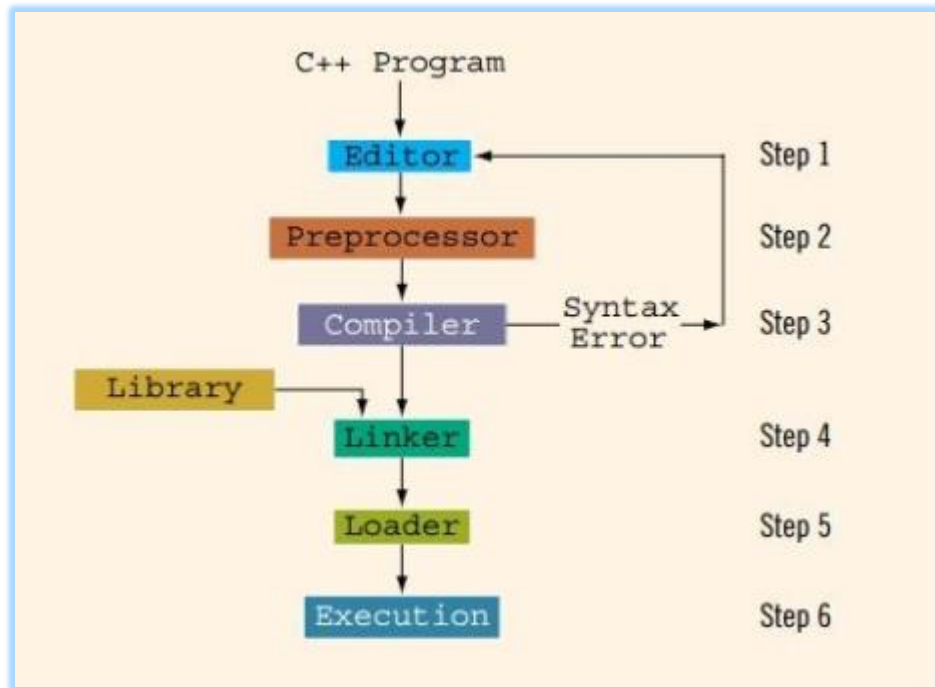 C++ Program
Editor
Step 1
Preprocessor
Step 2
Compiler
Syntax
Error
Step 3
Library
Linker
Step 4
Loader
Step 5
Execution
Step 6